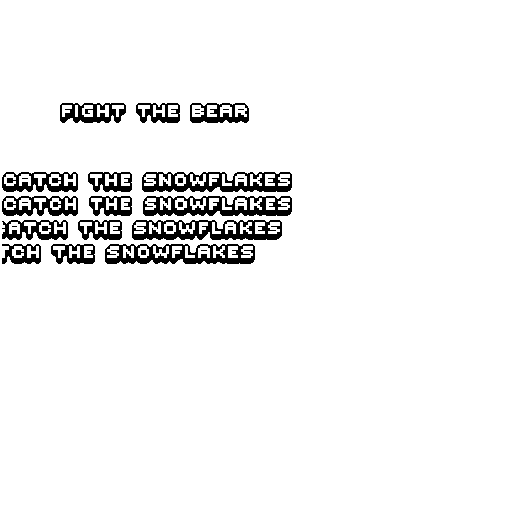 FIGHT THE BEAR
CATCH THE SNOWFLAKES
CATCH THE SNOWFLAKES
CATCH THE SNOWFLAKES
TCH THE SNOWFLAKES